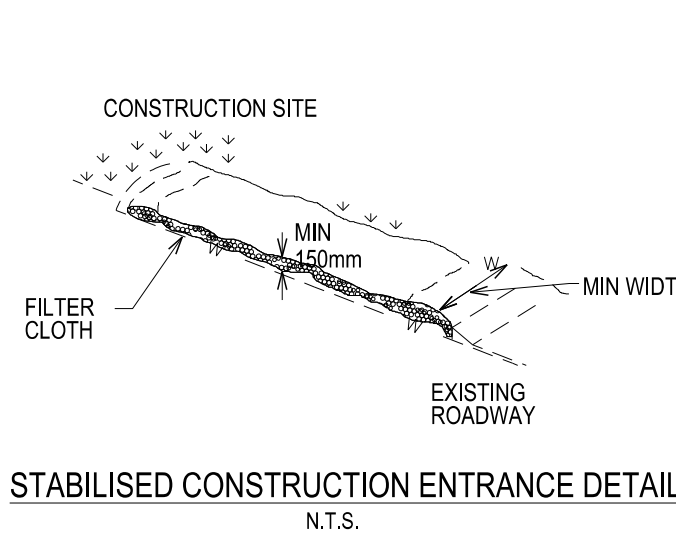 CONSTRUCTION SITE
MIN
150mm
W
MIN WIDT
FILTER
CLOTH
EXISTING
ROADWAY
STABILISED CONSTRUCTION ENTRANCE DETAIL
N.T.S.